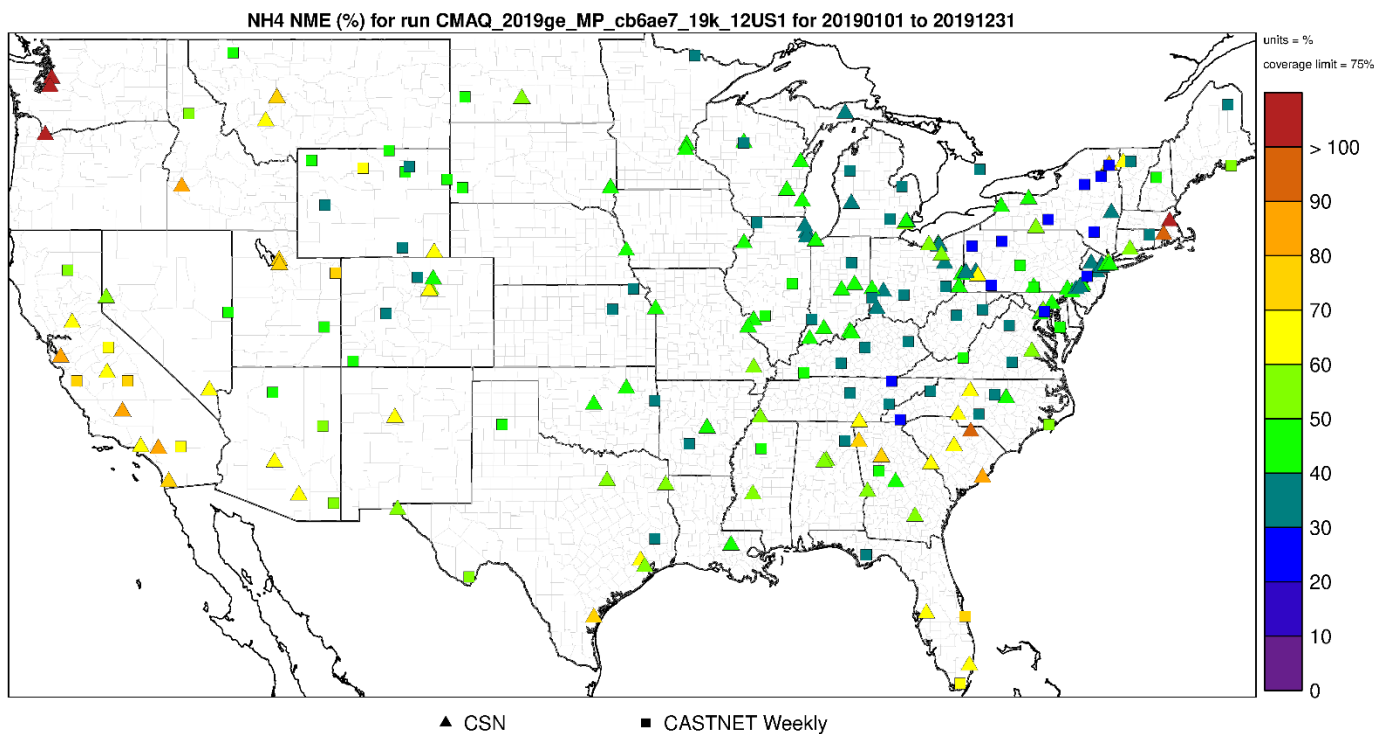 NH4 NME (%) for run CMAQ_2019ge_MP_cb6ae7_19k_12US1 for 20190101 to 20191231
units = %
coverage limit = 75%
> 100
90
80
70
60
50
40
30
20
10
0
CSN
CASTNET Weekly